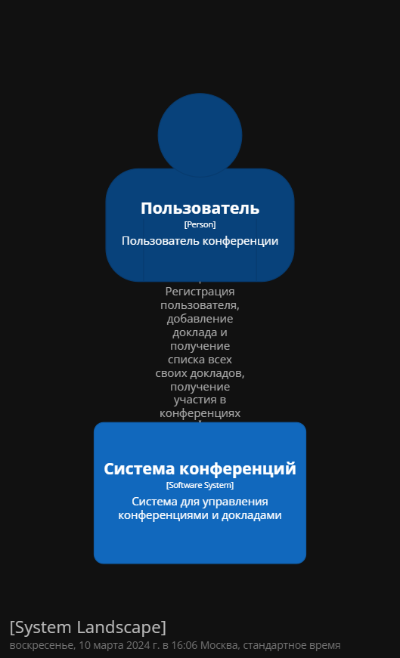 Пользователь
[Person]
Пользователь конференции
Регистрация
пользователя,
добавление
доклада и
получение
списка всех
своих докладов,
получение
участия в
конференциях
Система конференций
[Software System]
Система для управления
конференциями и докладами
[System Landscape]
воскресенье, 10 марта 2024 г. в 16:06 Москва, стандартное время